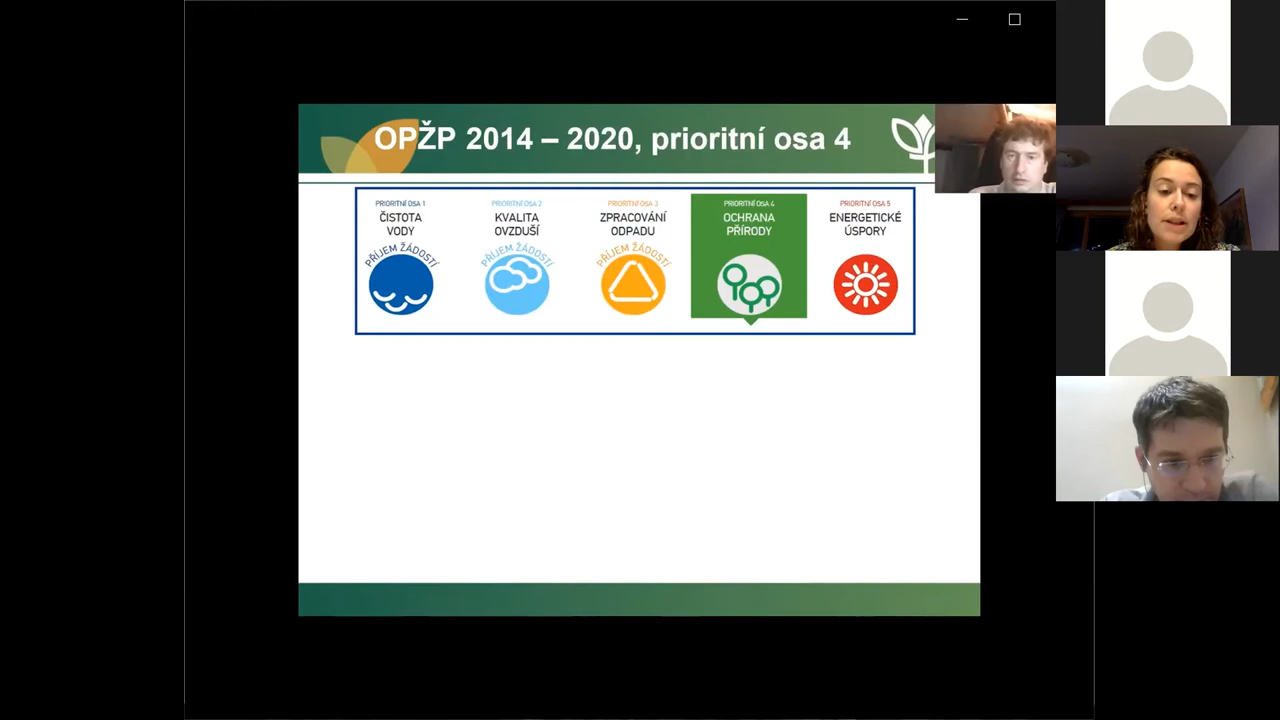 OPŽP 2014 – 2020, prioritní osa 4
PRIORITNÍ OSA 1
ČISTOTA
VODY
PŘÍJEM ŽÁDOSTÍ
PRIORITNÍ OSA 2
KVALITA
OVZDUŠÍ
PŘÍJEM ŽÁDOSTÍ
PRIORITNÍ OSA 3
ZPRACOVÁNÍ
ODPADU
PŘÍJEM ŽÁDOSTÍ
PRIORITNÍ OSA 4
OCHRANA
PŘÍRODY
PRIORITNÍ OSA 5
ENERGETICKÉ
ÚSPORY